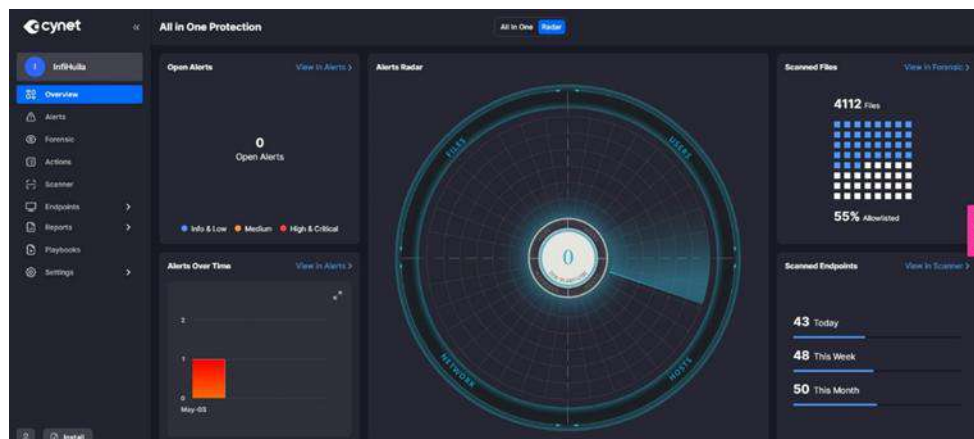 cynet
«
All in One Protection
All In One
Radar
InfiHuila
Overview
Alerts
Forensic
Actions
Scanner
Endpoints
Reports
Playbooks
Settings
Install
Open Alerts
View In Alerts >
0
Open Alerts
Info & Low
Medium
High & Critical
Alerts Over Time
View In Alerts >
2
1
0
May-03
Alerts Radar
FILES
USERS
NETWORK
HOSTS
0
Scanned Files
View In Forensic >
4112 Files
55% Allowlisted
Scanned Endpoints
View In Scanner >
43 Today
48 This Week
50 This Month